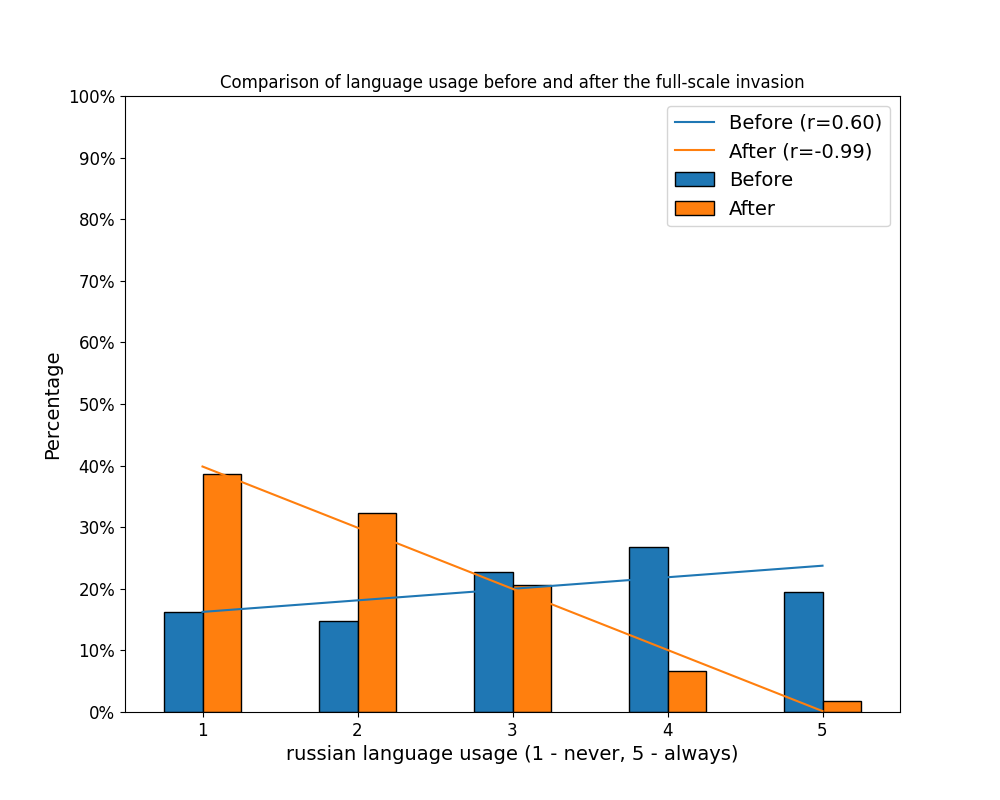 Comparison of language usage before and after the full-scale invasion
100%
90%
80%
70%
60%
50%
40%
30%
20%
10%
0%
Percentage
Before (r=0.60)
After (r=-0.99)
Before
After
1 2 3 4 5
russian language usage (1 - never, 5 - always)